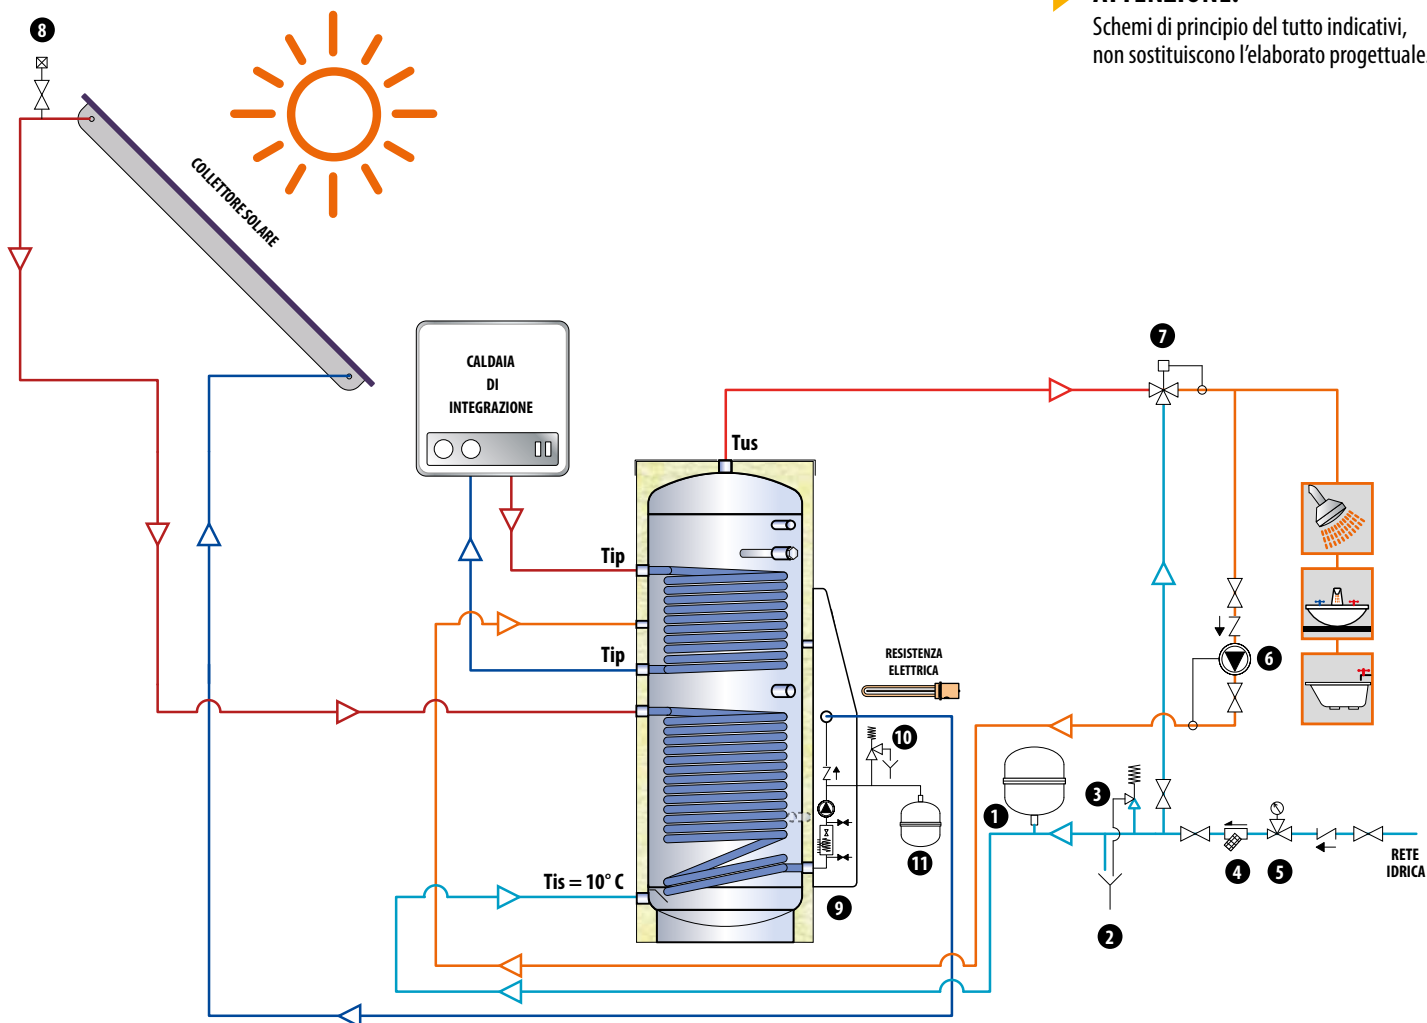 ATTENZIONE!
Schemi di principio del tutto indicativi,
non sostituiscono l'elaborato progettuale.
8
COLLETTORE SOLARE
7
CALDAIA
DI
INTEGRAZIONE
Tus
Tip
Tip
RESISTENZA
ELETTRICA
6
10
3
1
11
4
5
RETE
IDRICA
Tis = 10° C
9
2